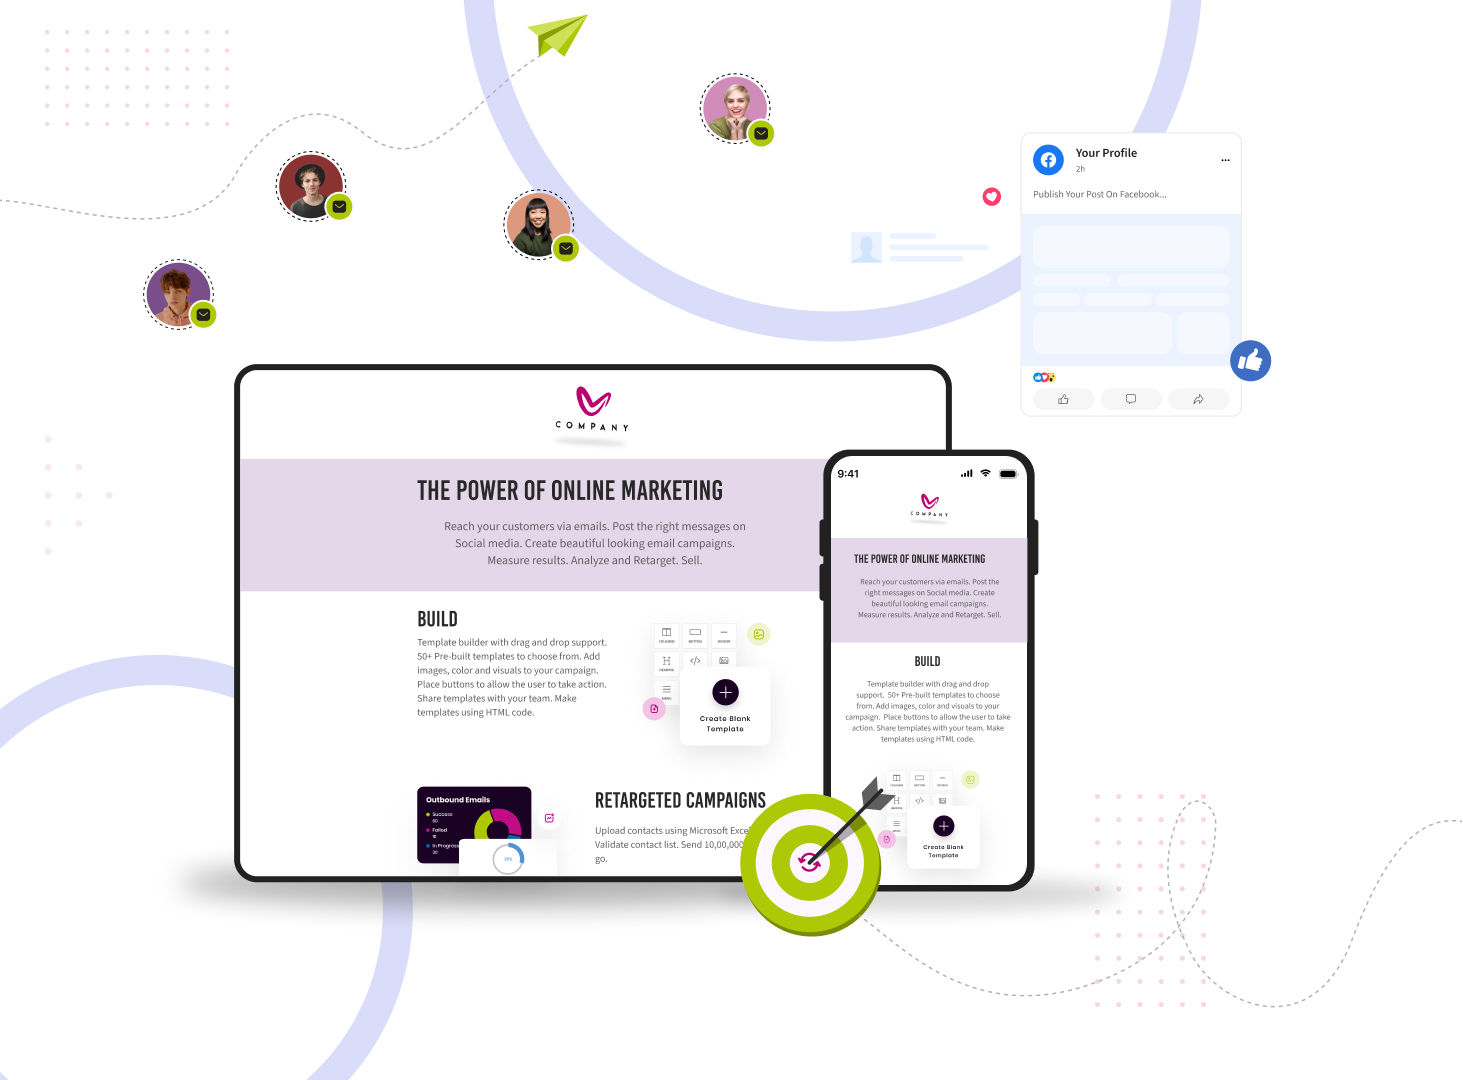 Your Profile
2h
Publish Your Post On Facebook...
COMPANY
THE POWER OF ONLINE MARKETING
Reach your customers via emails. Post the right messages on
Social media. Create beautiful looking email campaigns.
Measure results. Analyze and Retarget. Sell.
BUILD
Template builder with drag and drop support.
50+ Pre-built templates to choose from. Add
images, color and visuals to your campaign.
Place buttons to allow the user to take action.
Share templates with your team. Make
templates using HTML code.
COLUMNS
BUTTON
DIVIDER
HEADING
MENU
Create Blank
Template
Outbound Emails
Success
60
Failed
10
In Progress
30
30%
RETARGETED CAMPAIGNS
Upload contacts using Microsoft Exce
Validate contact list. Send 10,00,000
go.
9:41
COMPANY
THE POWER OF ONLINE MARKETING
Reach your customers via emails. Post the
right messages on Social media. Create
beautiful looking email campaigns.
Measure results. Analyze and Retarget. Sell.
BUILD
Template builder with drag and drop
support. 50+ Pre-built templates to choose
from. Add images, color and visuals to your
campaign. Place buttons to allow the user to take
action. Share templates with your team. Make
templates using HTML code.
Create Blank
Template